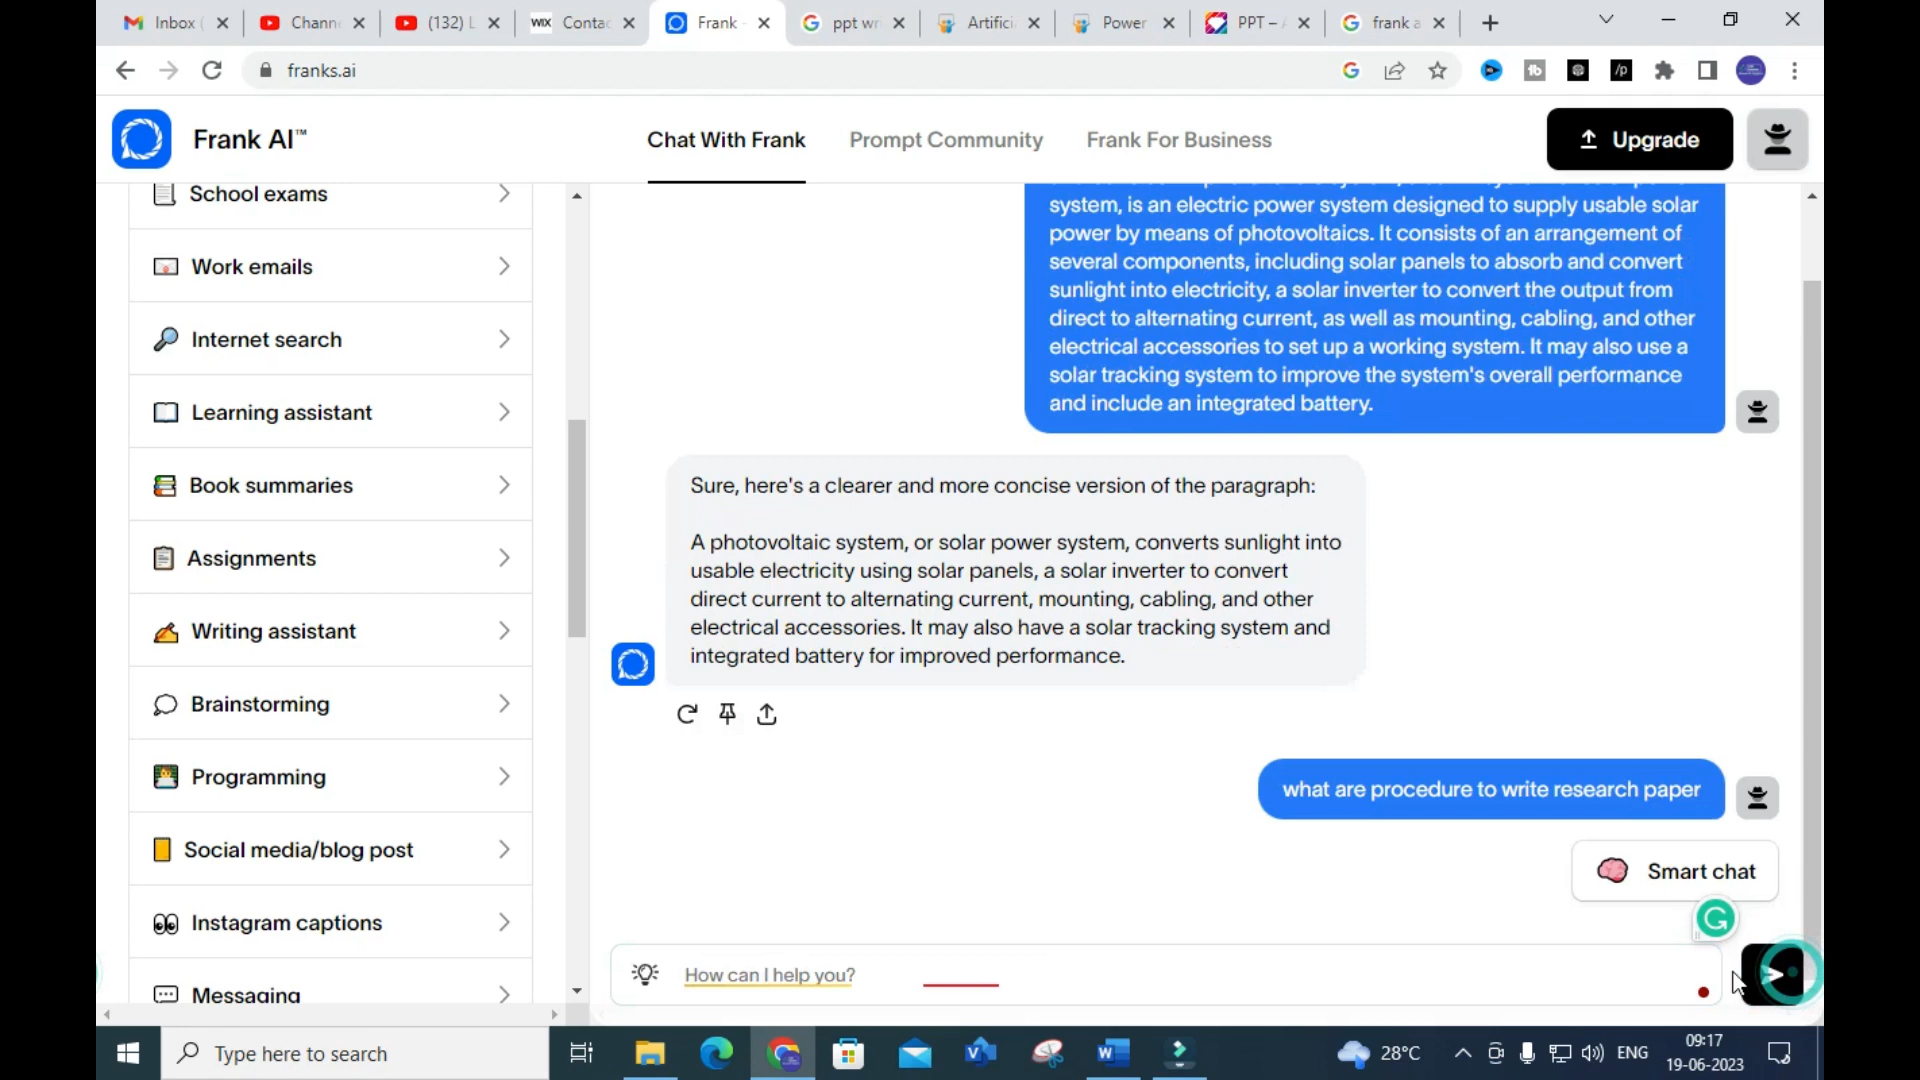 Inbox (
Chann
(132) L
WIX Contac
Frank -
ppt wr
Artifici
Power
PPT – A
frank a
franks.ai
Frank AI™
Chat With Frank
Prompt Community
Frank For Business
Upgrade
School exams
Work emails
Internet search
Learning assistant
Book summaries
Assignments
Writing assistant
Brainstorming
Programming
Social media/blog post
Instagram captions
Messaging
system, is an electric power system designed to supply usable solar
power by means of photovoltaics. It consists of an arrangement of
several components, including solar panels to absorb and convert
sunlight into electricity, a solar inverter to convert the output from
direct to alternating current, as well as mounting, cabling, and other
electrical accessories to set up a working system. It may also use a
solar tracking system to improve the system's overall performance
and include an integrated battery.
Sure, here's a clearer and more concise version of the paragraph:
A photovoltaic system, or solar power system, converts sunlight into
usable electricity using solar panels, a solar inverter to convert
direct current to alternating current, mounting, cabling, and other
electrical accessories. It may also have a solar tracking system and
integrated battery for improved performance.
what are procedure to write research paper
Smart chat
How can I help you?
Type here to search
28°C
ENG
09:17
19-06-2023